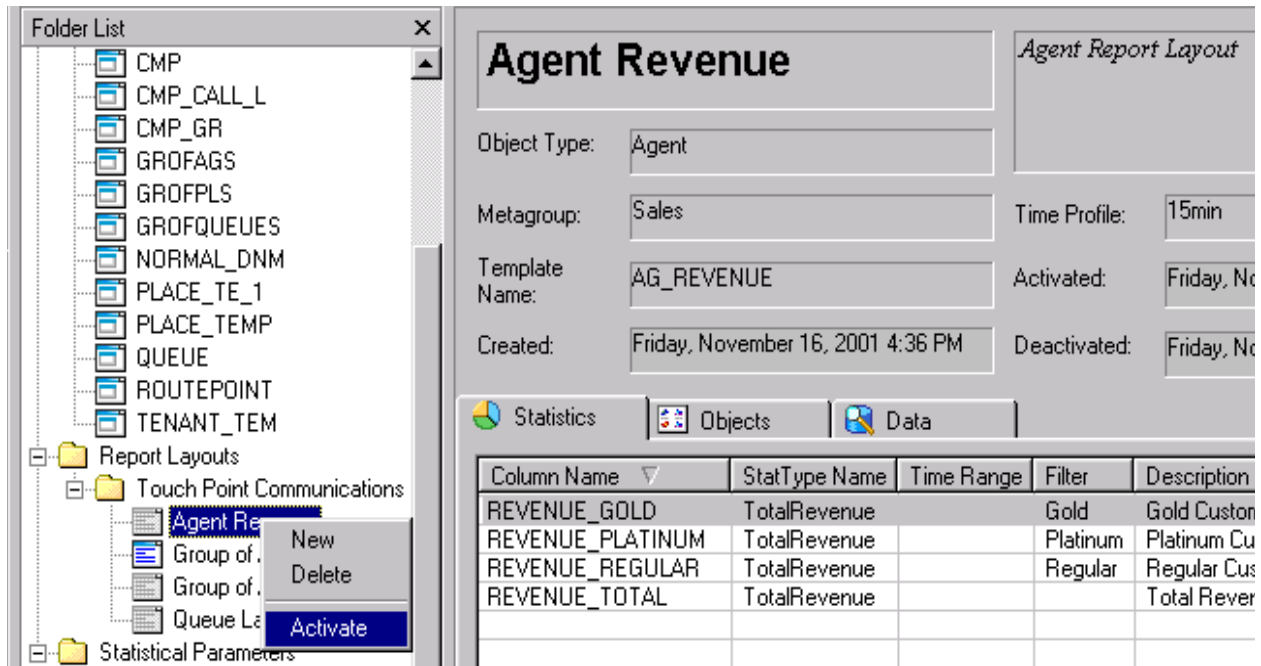 Folder List
CMP
CMP_CALL_L
CMP_GR
GROFAGS
GROFPLS
GROFQUEUES
NORMAL_DNM
PLACE_TE_1
PLACE_TEMP
QUEUE
ROUTEPOINT
TENANT_TEM
Report Layouts
Touch Point Communications
Agent Re
Group of .
Group of .
Queue La
Statistical Parameters
New
Delete
Activate
Agent Revenue
Agent Report Layout
Object Type: Agent
Metagroup: Sales
Time Profile: 15min
Template Name: AG_REVENUE
Activated: Friday, No
Created: Friday, November 16, 2001 4:36 PM
Deactivated: Friday, No
Statistics Objects Data
Column Name StatType Name Time Range Filter Description
REVENUE_GOLD TotalRevenue Gold Gold Custon
REVENUE_PLATINUM TotalRevenue Platinum Platinum Cu
REVENUE_REGULAR TotalRevenue Regular Regular Cus
REVENUE_TOTAL TotalRevenue Total Rever